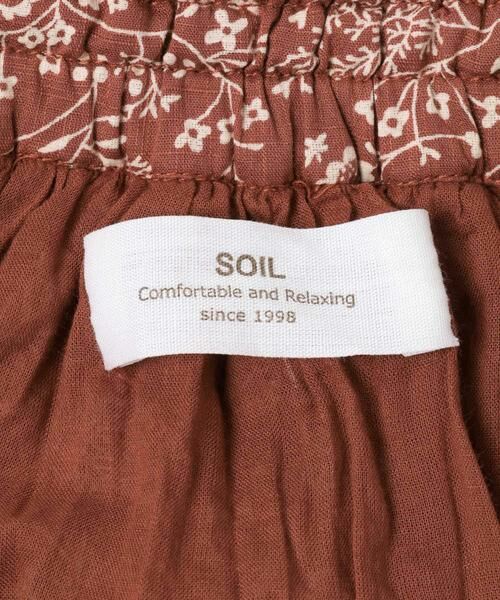 SOIL
Comfortable and Relaxing
since 1998